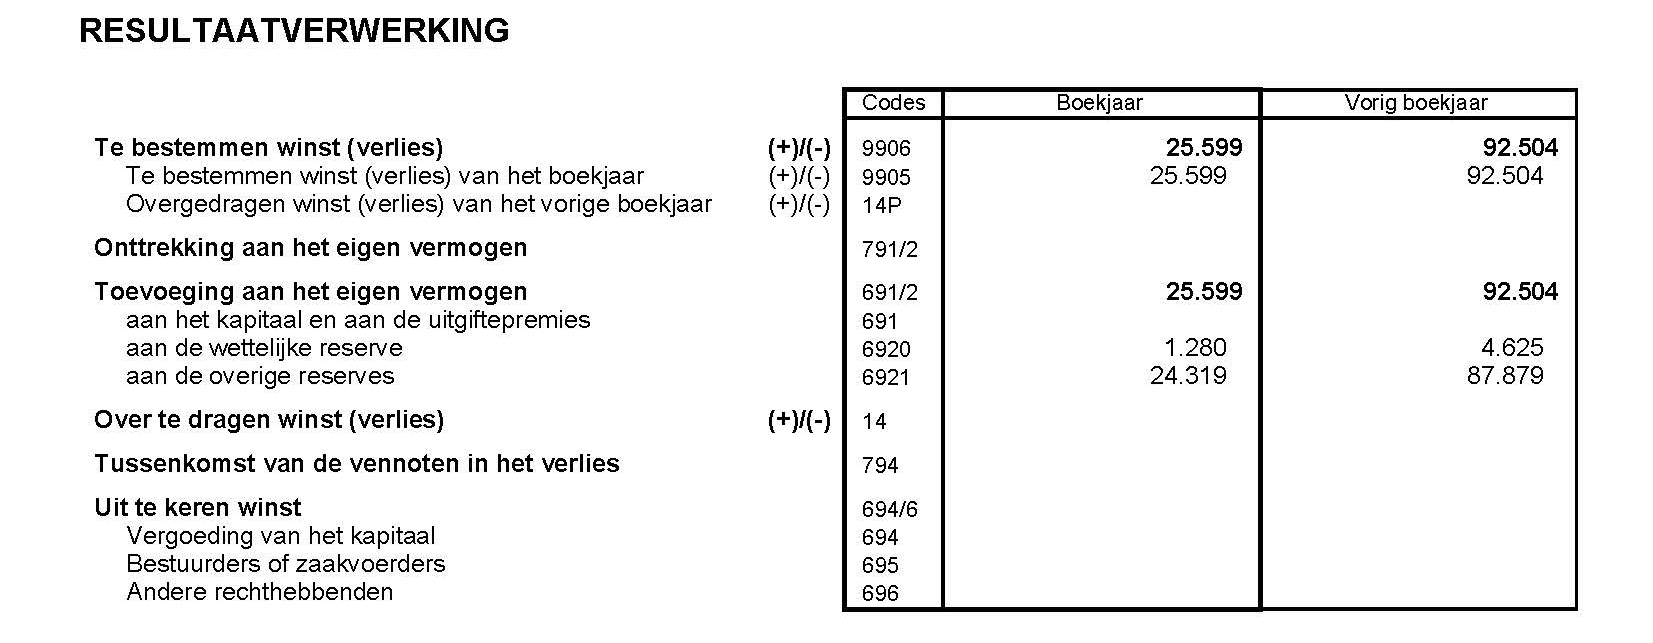 RESULTAATVERWERKING
Codes Boekjaar Vorig boekjaar
Te bestemmen winst (verlies) (+)/(-) 9906 25.599 92.504
Te bestemmen winst (verlies) van het boekjaar (+)/(-) 9905 25.599 92.504
Overgedragen winst (verlies) van het vorige boekjaar (+)/(-) 14P
Onttrekking aan het eigen vermogen 791/2
Toevoeging aan het eigen vermogen 691/2 25.599 92.504
aan het kapitaal en aan de uitgiftepremies 691
aan de wettelijke reserve 6920 1.280 4.625
aan de overige reserves 6921 24.319 87.879
Over te dragen winst (verlies) (+)/(-) 14
Tussenkomst van de vennoten in het verlies 794
Uit te keren winst 694/6
Vergoeding van het kapitaal 694
Bestuurders of zaakvoerders 695
Andere rechthebbenden 696